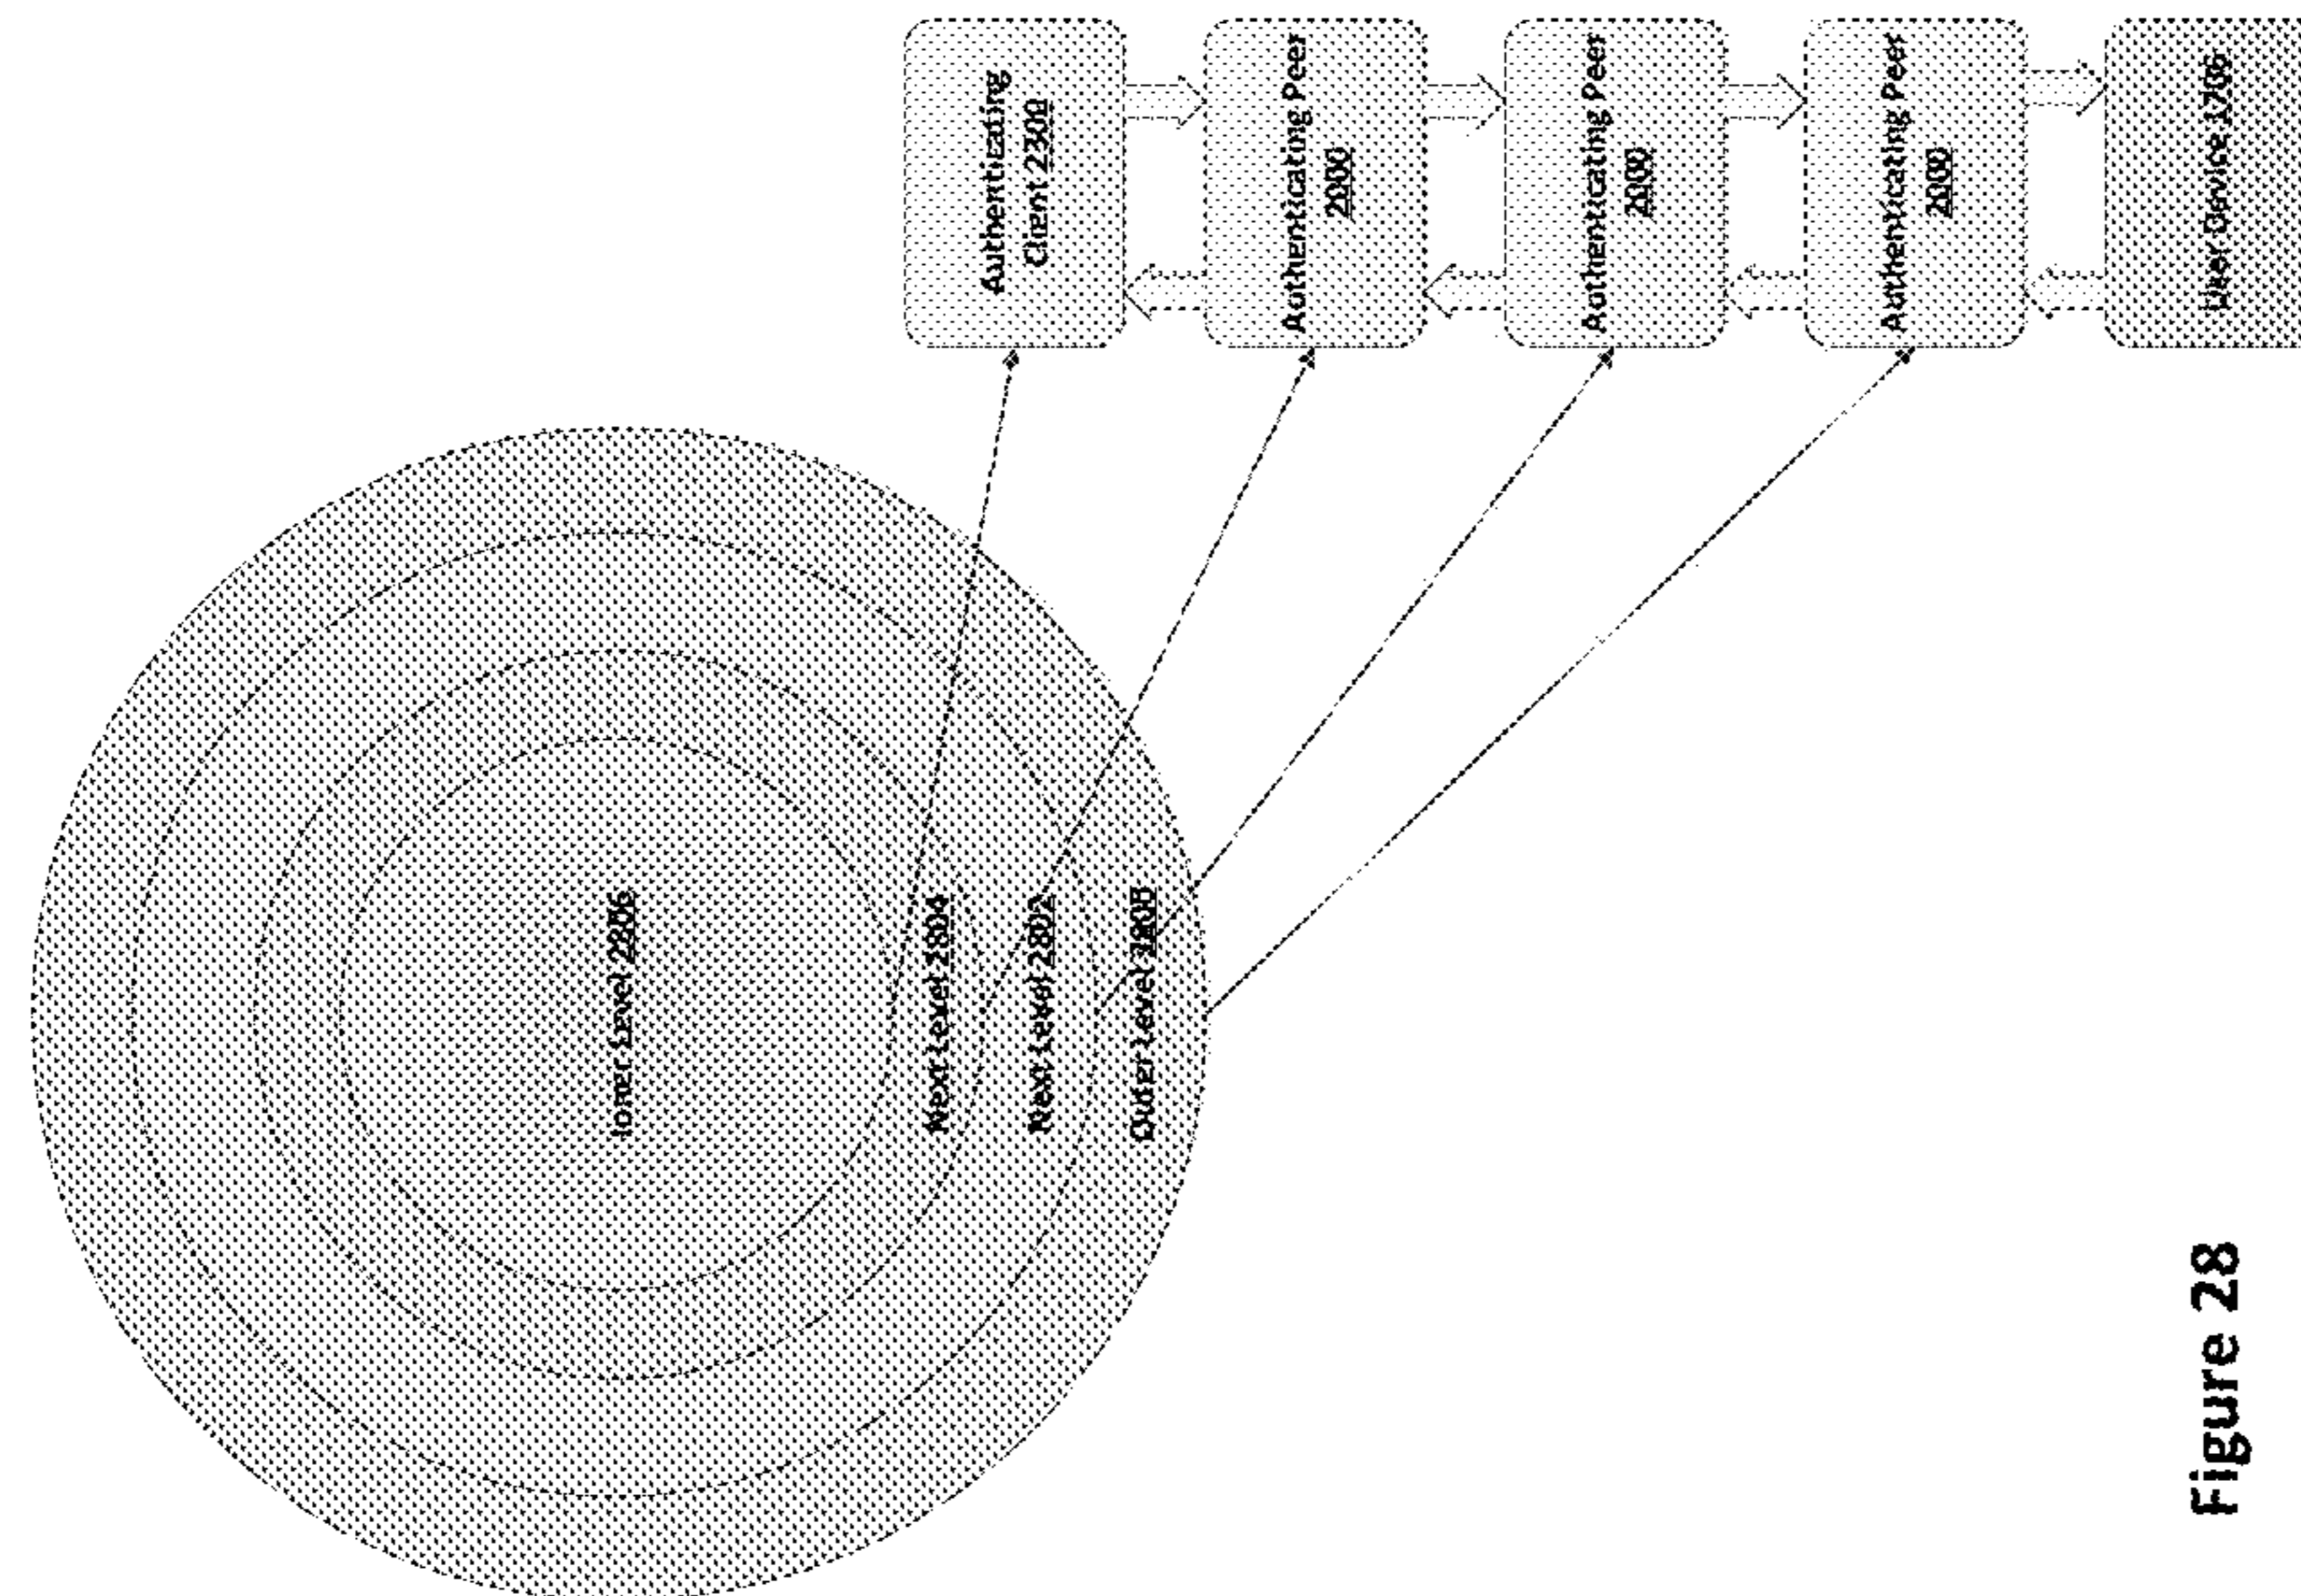 Inner Level 2806
Next Level 2804
Next Level 2802
Outer Level
Authenticating
Client 2300
Authenticating Peer
2000
Authenticating Peer
2000
Authenticating Peer
2000
User Device 1706
Figure 28